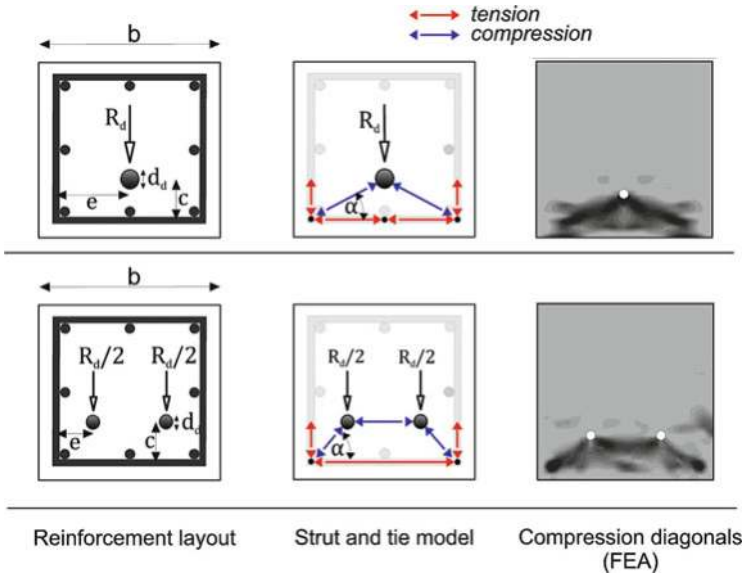 b
tension
compression
R_d
d_d
e
c
R_d
α
b
R_d/2
R_d/2
d_d
e
c
R_d/2
R_d/2
α
Reinforcement layout
Strut and tie model
Compression diagonals
(FEA)